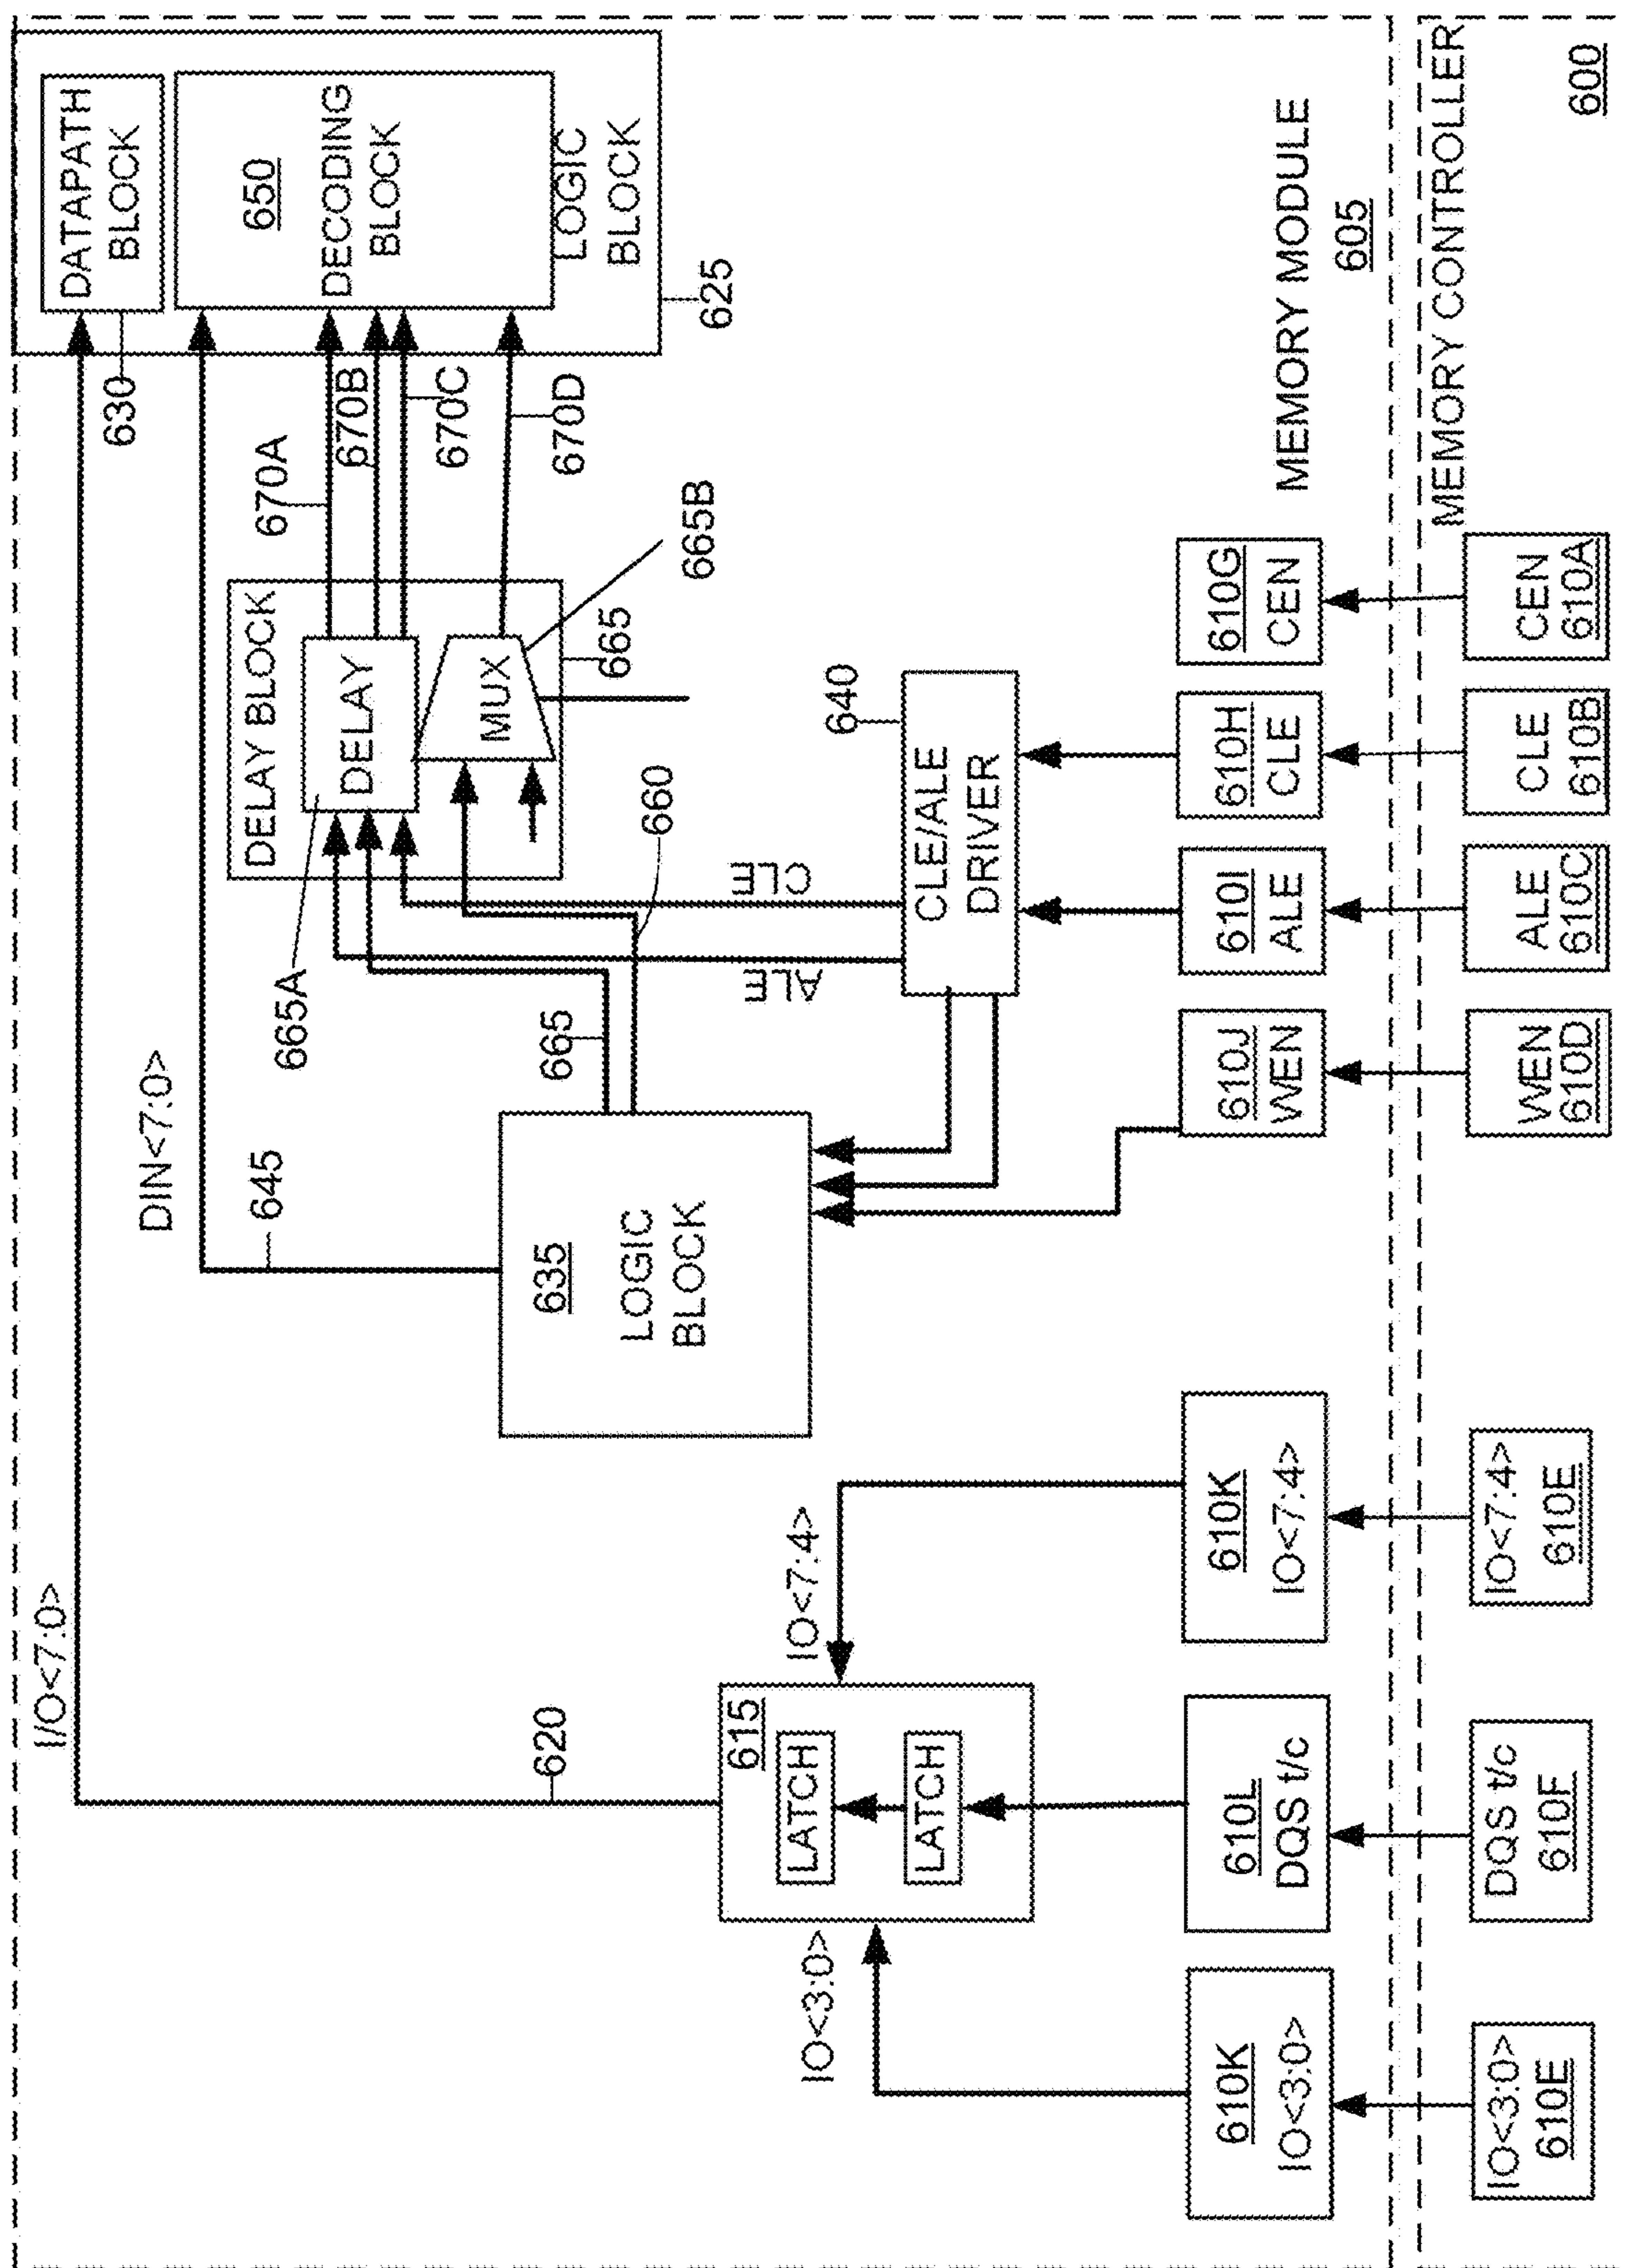 I/O<7:0>
DIN<7:0>
DATAPATH
BLOCK
630
650
DECODING
BLOCK
LOGIC
BLOCK
625
620
645
665A
670A
670B
670C
670D
DELAY BLOCK
DELAY
MUX
665B
665
665
660
635
LOGIC
BLOCK
ALE
CLE
640
CLE/ALE
DRIVER
615
LATCH
LATCH
IO<3:0>
IO<7:4>
610K
IO<3:0>
610L
DQS t/c
610K
IO<7:4>
610J
WEN
610I
ALE
610H
CLE
610G
CEN
MEMORY MODULE
605
MEMORY CONTROLLER
IO<3:0>
610E
DQS t/c
610F
IO<7:4>
610E
WEN
610D
ALE
610C
CLE
610B
CEN
610A
600